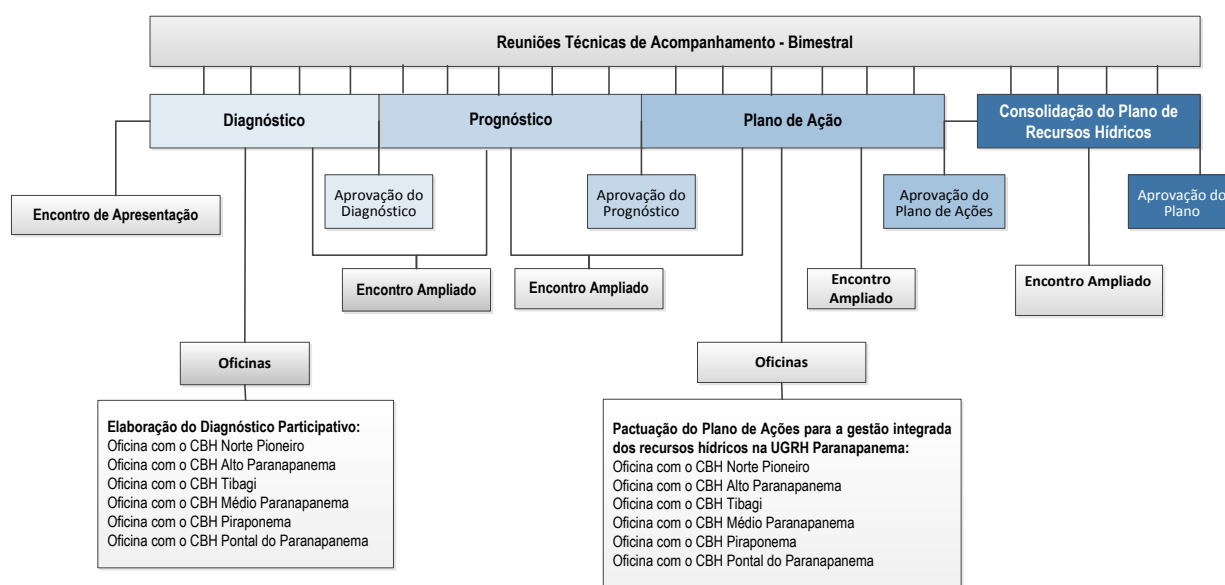 Reuniões Técnicas de Acompanhamento - Bimestral
Diagnóstico
Prognóstico
Plano de Ação
Consolidação do Plano de
Recursos Hídricos
Encontro de Apresentação
Aprovação do
Diagnóstico
Aprovação do
Prognóstico
Aprovação do
Plano de Ações
Aprovação do
Plano
Encontro Ampliado
Encontro Ampliado
Encontro
Ampliado
Encontro Ampliado
Oficinas
Oficinas
Elaboração do Diagnóstico Participativo:
Oficina com o CBH Norte Pioneiro
Oficina com o CBH Alto Paranapanema
Oficina com o CBH Tibagi
Oficina com o CBH Médio Paranapanema
Oficina com o CBH Piraponema
Oficina com o CBH Pontal do Paranapanema
Pactuação do Plano de Ações para a gestão integrada
dos recursos hídricos na UGRH Paranapanema:
Oficina com o CBH Norte Pioneiro
Oficina com o CBH Alto Paranapanema
Oficina com o CBH Tibagi
Oficina com o CBH Médio Paranapanema
Oficina com o CBH Piraponema
Oficina com o CBH Pontal do Paranapanema